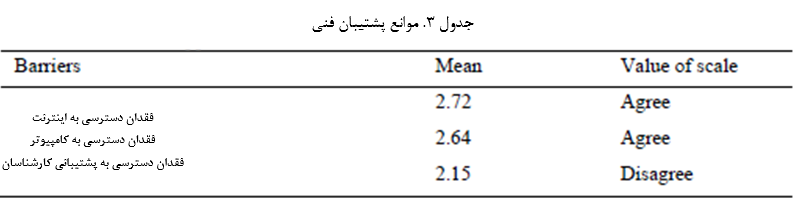 جدول ۳. موانع پشتیبان فنی
Barriers Mean Value of scale
فقدان دسترسی به اینترنت 2.72 Agree
فقدان دسترسی به کامپیوتر 2.64 Agree
فقدان دسترسی به پشتیبانی کارشناسان 2.15 Disagree